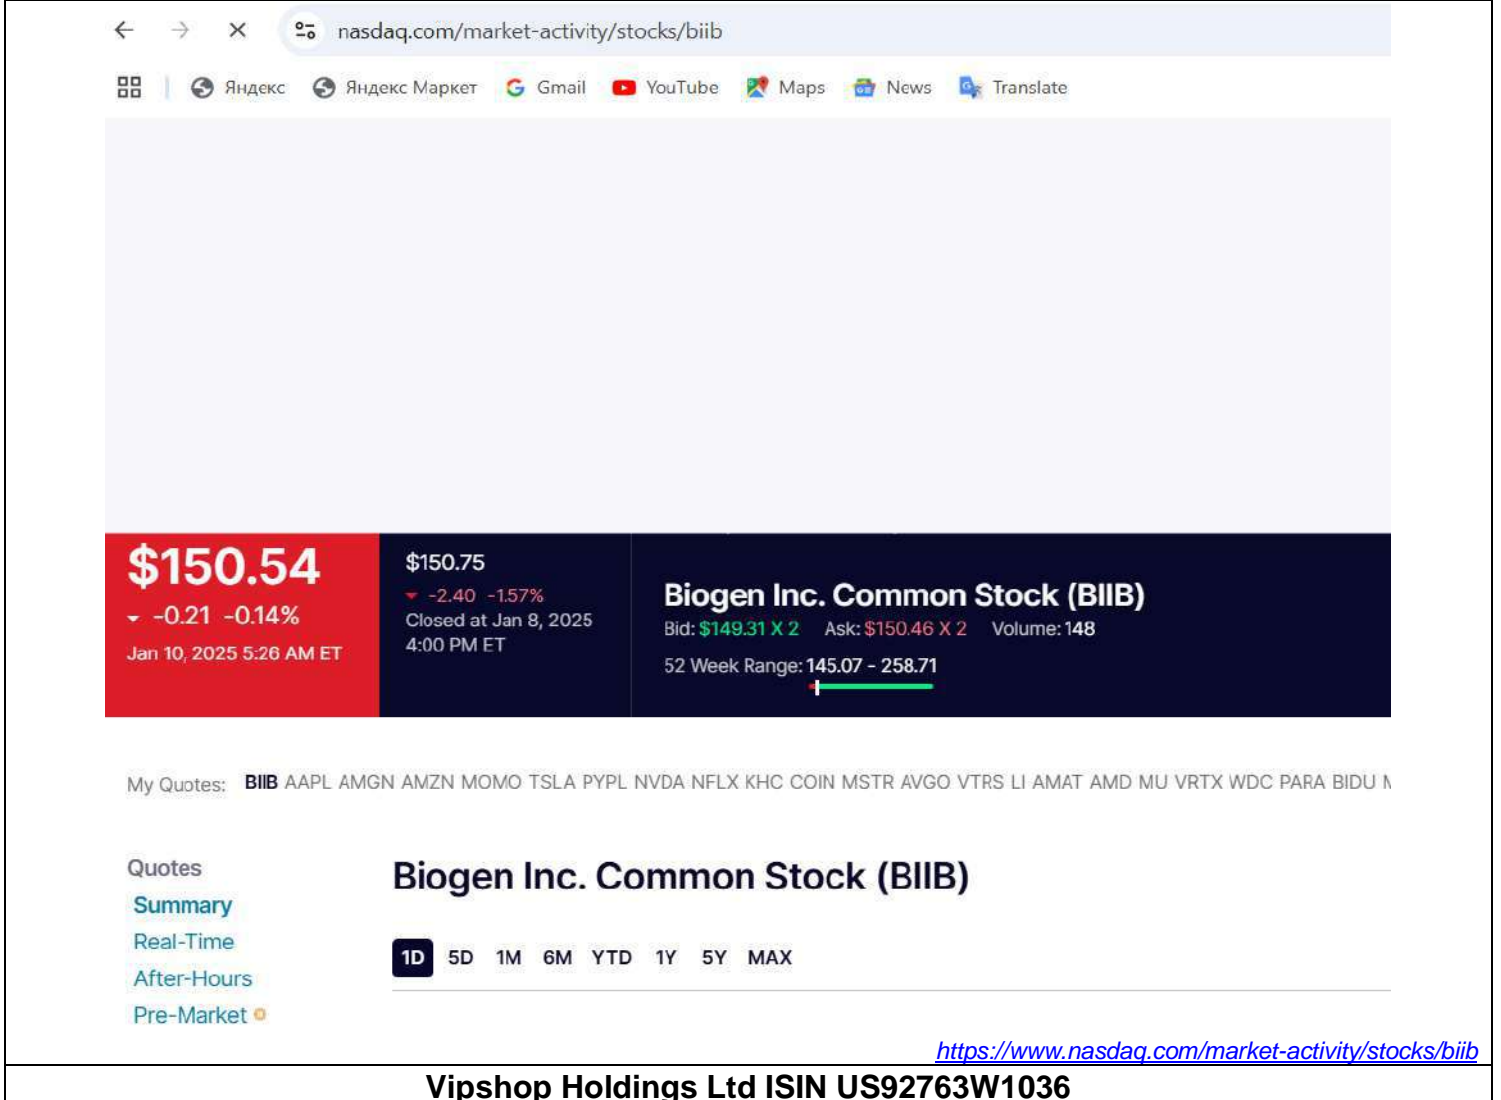 nasdaq.com/market-activity/stocks/biib
Яндекс Яндекс Маркет Gmail YouTube Maps News Translate
$150.54
-0.21 -0.14%
Jan 10, 2025 5:26 AM ET
$150.75
-2.40 -1.57%
Closed at Jan 8, 2025
4:00 PM ET
Biogen Inc. Common Stock (BIIB)
Bid: $149.31 X 2 Ask: $150.46 X 2 Volume: 148
52 Week Range: 145.07 - 258.71
My Quotes: BIIB AAPL AMGN AMZN MOMO TSLA PYPL NVDA NFLX KHC COIN MSTR AVGO VTRS LI AMAT AMD MU VRTX WDC PARA BIDU
Quotes
Summary
Real-Time
After-Hours
Pre-Market
Biogen Inc. Common Stock (BIIB)
1D 5D 1M 6M YTD 1Y 5Y MAX
https://www.nasdaq.com/market-activity/stocks/biib
Vipshop Holdings Ltd ISIN US92763W1036